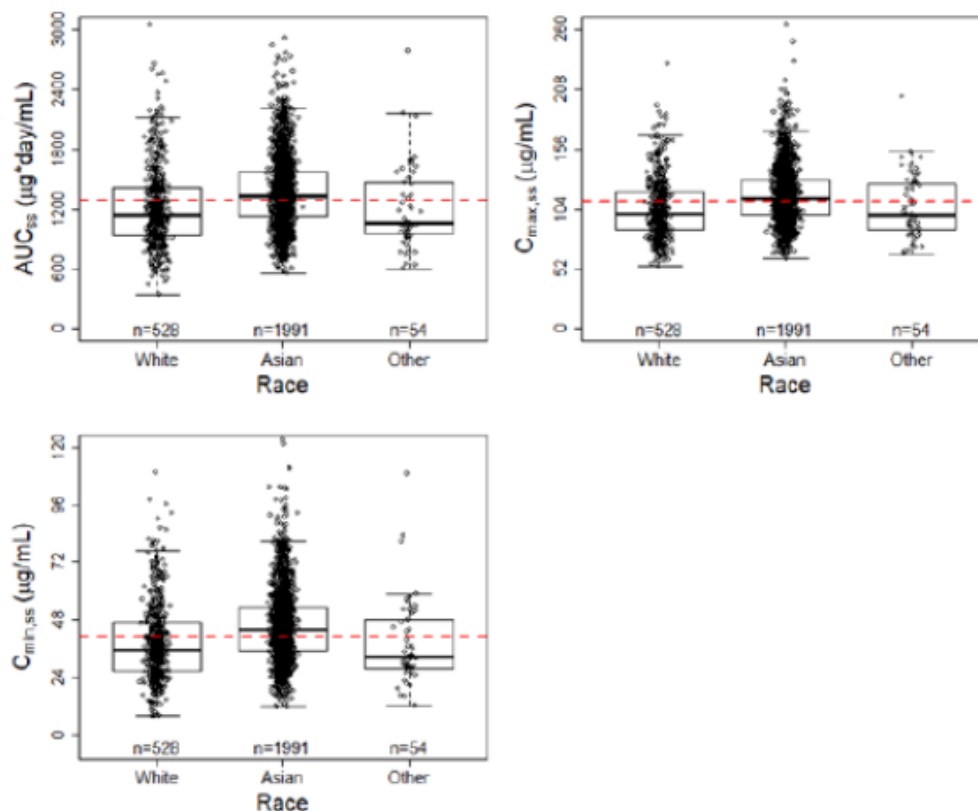 AUCss (µg*day/mL)
3000
2400
1800
1200
600
0
n=528 n=1991 n=54
White Asian Other
Race
Cmax,ss (µg/mL)
260
208
156
104
52
0
n=528 n=1991 n=54
White Asian Other
Race
Cmin,ss (µg/mL)
120
96
72
48
24
0
n=528 n=1991 n=54
White Asian Other
Race